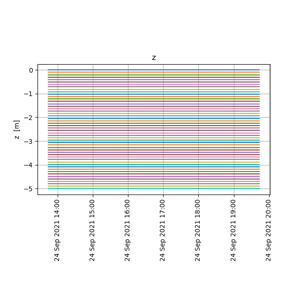 z
z [m]
0
−1
−2
−3
−4
−5
24 Sep 2021 14:00
24 Sep 2021 15:00
24 Sep 2021 16:00
24 Sep 2021 17:00
24 Sep 2021 18:00
24 Sep 2021 19:00
24 Sep 2021 20:00